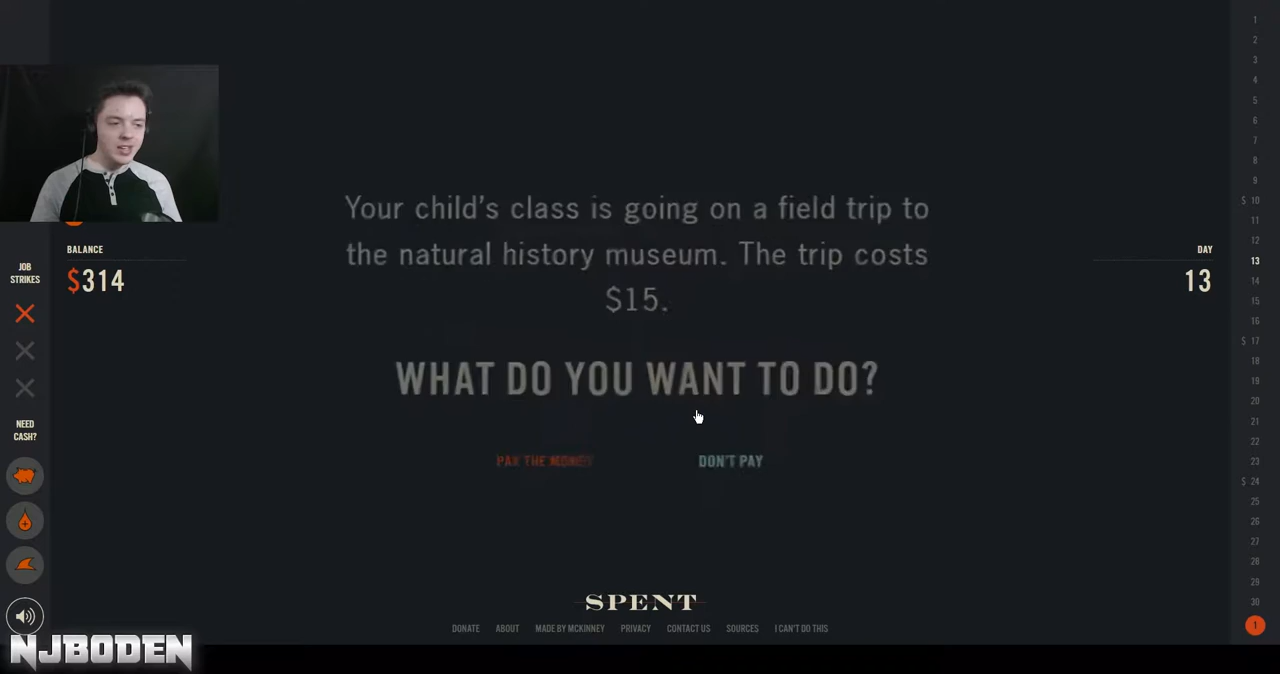 Your child's class is going on a field trip to
the natural history museum. The trip costs
$15.
WHAT DO YOU WANT TO DO?
PAY THE MONEY
DON'T PAY
BALANCE
$314
JOB
STRIKES
NEED
CASH?
DAY
13
1
2
3
4
5
6
7
8
9
$ 10
11
12
13
14
15
16
$ 17
18
19
20
21
22
23
$ 24
25
26
27
28
29
30
1
SPENT
DONATE ABOUT MADE BY MCKINNEY PRIVACY CONTACT US SOURCES I CAN'T DO THIS
NJBODEN